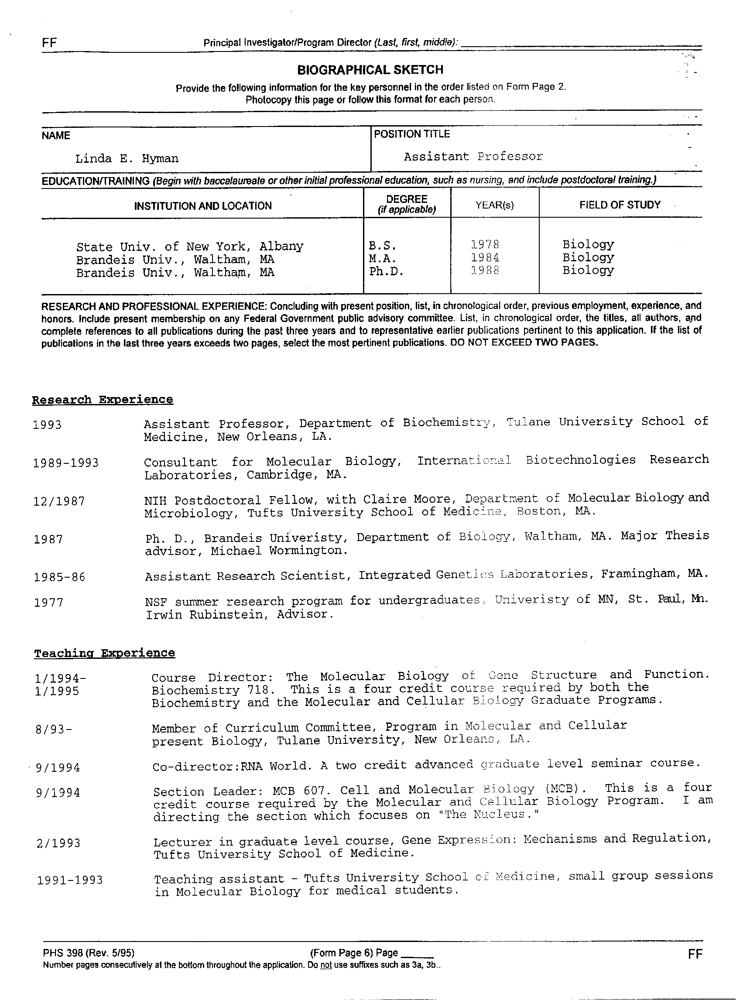 FF
Principal Investigator/Program Director (Last, first, middle):
BIOGRAPHICAL SKETCH
Provide the following information for the key personnel in the order listed on Form Page 2.
Photocopy this page or follow this format for each person.
NAME
POSITION TITLE
Linda E. Hyman
Assistant Professor
EDUCATION/TRAINING (Begin with baccalaureate or other initial professional education, such as nursing, and include postdoctoral training.)
INSTITUTION AND LOCATION
DEGREE
(if applicable)
YEAR(s)
FIELD OF STUDY
State Univ. of New York, Albany B.S. 1978 Biology
Brandeis Univ., Waltham, MA M.A. 1984 Biology
Brandeis Univ., Waltham, MA Ph.D. 1988 Biology
RESEARCH AND PROFESSIONAL EXPERIENCE: Concluding with present position, list, in chronological order, previous employment, experience, and
honors. Include present membership on any Federal Government public advisory committee. List, in chronological order, the titles, all authors, and
complete references to all publications during the past three years and to representative earlier publications pertinent to this application. If the list of
publications in the last three years exceeds two pages, select the most pertinent publications. DO NOT EXCEED TWO PAGES.
Research Experience
1993 Assistant Professor, Department of Biochemistry, Tulane University School of
Medicine, New Orleans, LA.
1989-1993 Consultant for Molecular Biology, International Biotechnologies Research
Laboratories, Cambridge, MA.
12/1987 NIH Postdoctoral Fellow, with Claire Moore, Department of Molecular Biology and
Microbiology, Tufts University School of Medicine, Boston, MA.
1987 Ph. D., Brandeis Univeristy, Department of Biology, Waltham, MA. Major Thesis
advisor, Michael Wormington.
1985-86 Assistant Research Scientist, Integrated Genetics Laboratories, Framingham, MA.
1977 NSF summer research program for undergraduates, Univeristy of MN, St. Paul, Mn.
Irwin Rubinstein, Advisor.
Teaching Experience
1/1994- Course Director: The Molecular Biology of Gene Structure and Function.
1/1995 Biochemistry 718. This is a four credit course required by both the
Biochemistry and the Molecular and Cellular Biology Graduate Programs.
8/93- Member of Curriculum Committee, Program in Molecular and Cellular
present Biology, Tulane University, New Orleans, LA.
9/1994 Co-director:RNA World. A two credit advanced graduate level seminar course.
9/1994 Section Leader: MCB 607. Cell and Molecular Biology (MCB). This is a four
credit course required by the Molecular and Cellular Biology Program. I am
directing the section which focuses on "The Nucleus."
2/1993 Lecturer in graduate level course, Gene Expression: Mechanisms and Regulation,
Tufts University School of Medicine.
1991-1993 Teaching assistant - Tufts University School of Medicine, small group sessions
in Molecular Biology for medical students.
PHS 398 (Rev. 5/95) (Form Page 6) Page FF
Number pages consecutively at the bottom throughout the application. Do not use suffixes such as 3a, 3b..